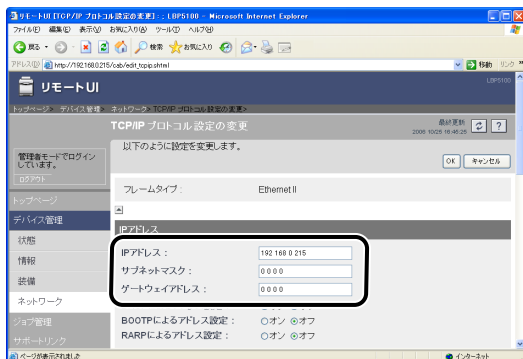 リモートUI [TCP/IP プロトコル設定の変更] : ; LBP5100 - Microsoft Internet Explorer
ファイル(F) 編集(E) 表示(V) お気に入り(A) ツール(T) ヘルプ(H)
戻る 検索 お気に入り
アドレス(D) http://192.168.0.215/cab/edit_tcpip.shtml 移動 リンク
リモートUI LBP5100
トップページ> デバイス管理> ネットワーク> TCP/IP プロトコル設定の変更>
TCP/IP プロトコル設定の変更
最終更新
2006 10/25 16:45:25
以下のように設定を変更します。
OK キャンセル
管理者モードでログインしています。
ログアウト
トップページ
デバイス管理
状態
情報
装備
ネットワーク
ジョブ管理
サポートリンク
フレームタイプ : Ethernet II
IPアドレス
IPアドレス : 192.168.0.215
サブネットマスク : 0.0.0.0
ゲートウェイアドレス : 0.0.0.0
BOOTPによるアドレス設定 : オン オフ
RARPによるアドレス設定 : オン オフ
ページが表示されました インターネット